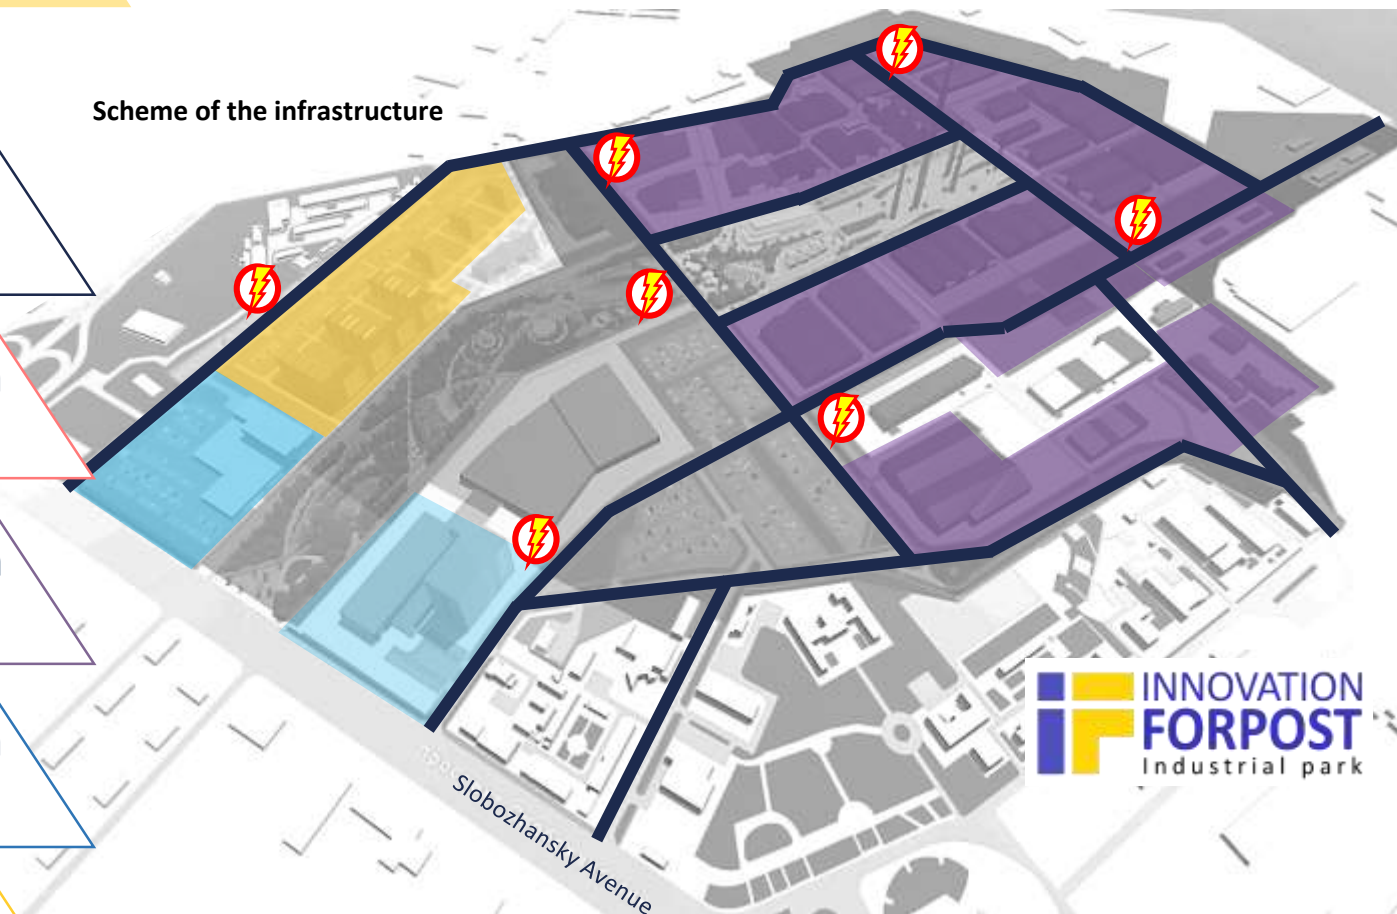 Scheme of the infrastructure
INNOVATION
FORPOST
Industrial park
Slobozhansky Avenue